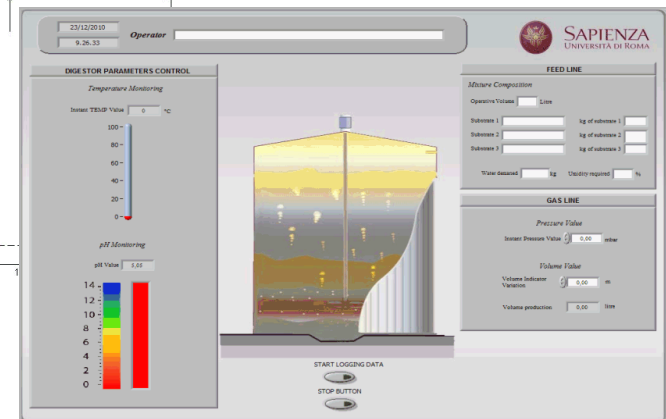 23/12/2010
9.26.33
Operator
SAPIENZA
UNIVERSITÀ DI ROMA
DIGESTOR PARAMETERS CONTROL
Temperature Monitoring
Instant TEMP Value 0 °C
100
80
60
40
20
0
pH Monitoring
pH Value
14
12
10
8
6
4
2
0
START LOGGING DATA
STOP BUTTON
FEED LINE
Mixture Composition
Operative Volume Litre
Substrate 1 kg of substrate 1
Substrate 2 kg of substrate 2
Substrate 3 kg of substrate 3
Water demand kg Umidity required %
GAS LINE
Pressure Value
Instant Pressure Value 0,00 mbar
Volume Value
Volume Indicator
Variation 0,00 m
Volume production 0,00 litre
1